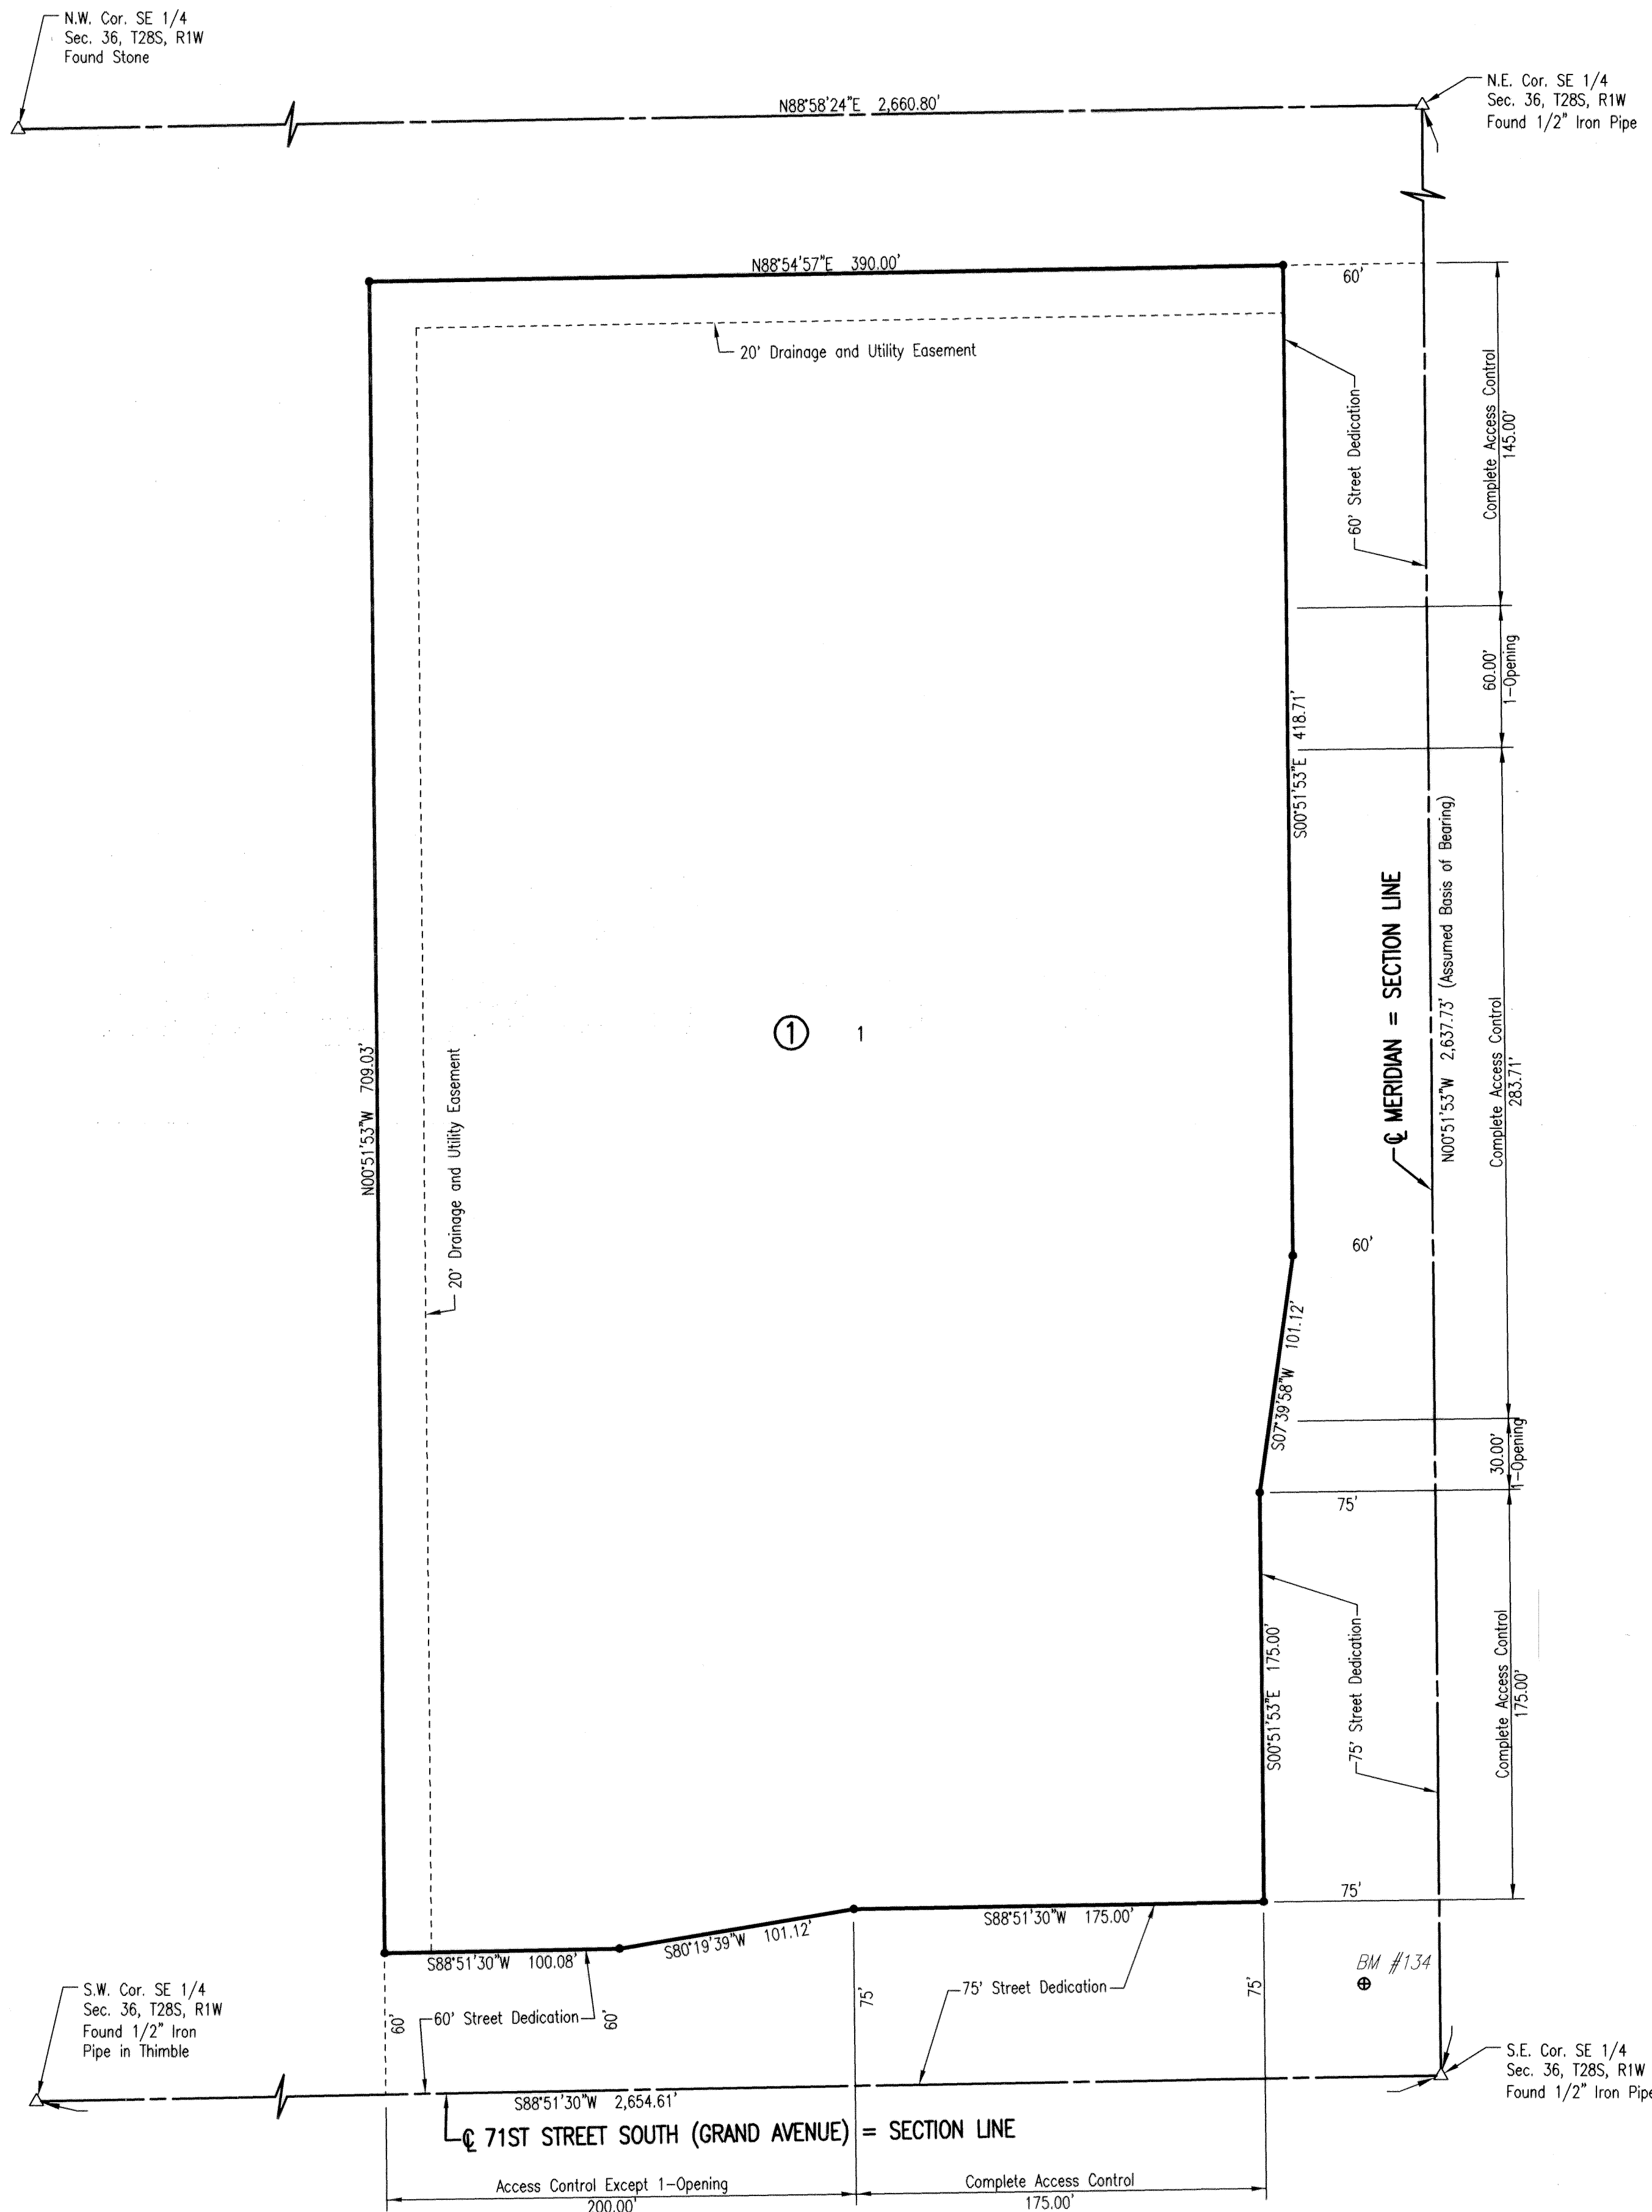 N.W. Cor. SE 1/4
Sec. 36, T28S, R1W
Found Stone
N.E. Cor. SE 1/4
Sec. 36, T28S, R1W
Found 1/2" Iron Pipe
N88°58'24"E 2,660.80'
N88°54'57"E 390.00'
60'
20' Drainage and Utility Easement
60' Street Dedication
Complete Access Control
145.00'
60.00'
1-Opening
S00°51'53"E 418.71'
℄ MERIDIAN = SECTION LINE
N00°51'53"W 2,637.73' (Assumed Basis of Bearing)
Complete Access Control
283.71'
1 1
N00°51'53"W 709.03'
20' Drainage and Utility Easement
60'
S07°39'58"W 101.12'
30.00'
1-Opening
75'
S00°51'53"E 175.00'
75' Street Dedication
Complete Access Control
175.00'
75'
S88°51'30"W 175.00'
S80°19'39"W 101.12'
S88°51'30"W 100.08'
BM #134
S.W. Cor. SE 1/4
Sec. 36, T28S, R1W
Found 1/2" Iron
Pipe in Thimble
60'
60' Street Dedication
60'
75'
75' Street Dedication
75'
S.E. Cor. SE 1/4
Sec. 36, T28S, R1W
Found 1/2" Iron Pipe
S88°51'30"W 2,654.61'
℄ 71ST STREET SOUTH (GRAND AVENUE) = SECTION LINE
Access Control Except 1-Opening
200.00'
Complete Access Control
175.00'